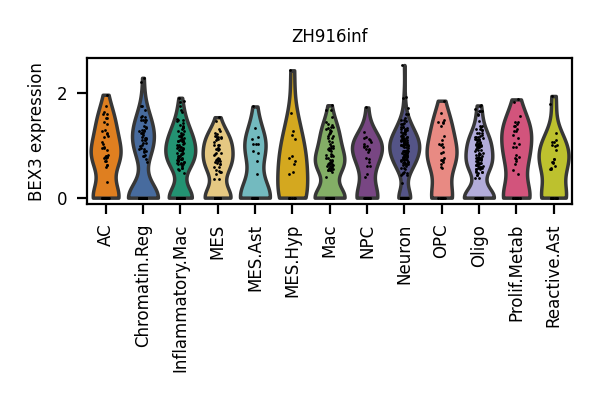 ZH916inf
BEX3 expression
2
0
AC
Chromatin.Reg
Inflammatory.Mac
MES
MES.Ast
MES.Hyp
Mac
NPC
Neuron
OPC
Oligo
Prolif.Metab
Reactive.Ast